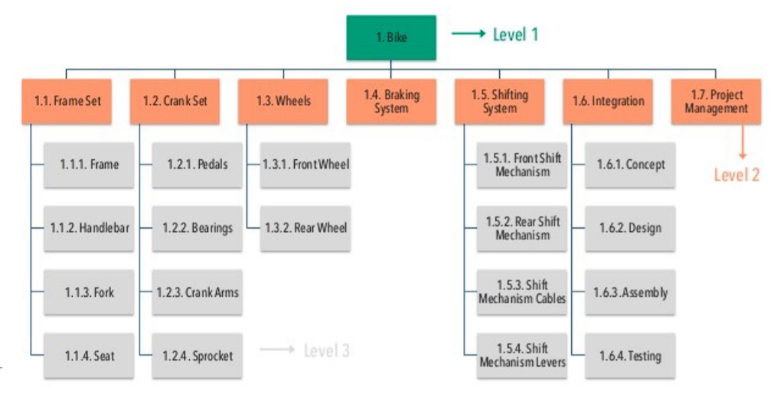 1. Bike
Level 1
1.1. Frame Set
1.2. Crank Set
1.3. Wheels
1.4. Braking
System
1.5. Shifting
System
1.6. Integration
1.7. Project
Management
Level 2
1.1.1. Frame
1.2.1. Pedals
1.3.1. Front Wheel
1.5.1. Front Shift
Mechanism
1.6.1. Concept
1.1.2. Handlebar
1.2.2. Bearings
1.3.2. Rear Wheel
1.5.2. Rear Shift
Mechanism
1.6.2. Design
1.1.3. Fork
1.2.3. Crank Arms
1.5.3. Shift
Mechanism Cables
1.6.3. Assembly
1.1.4. Seat
1.2.4. Sprocket
Level 3
1.5.4. Shift
Mechanism Levers
1.6.4. Testing